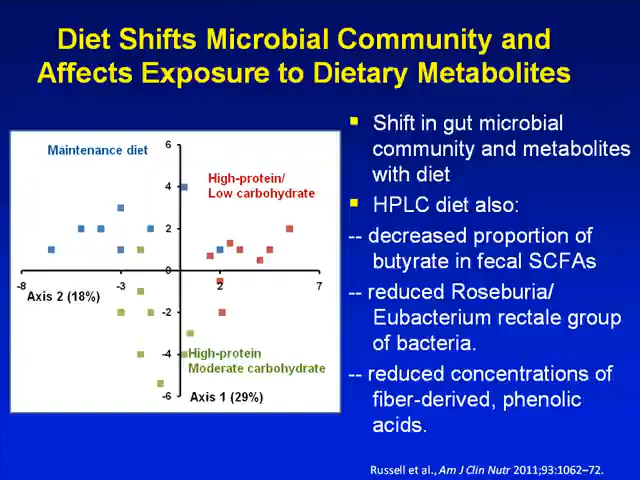 Diet Shifts Microbial Community and
Affects Exposure to Dietary Metabolites
Maintenance diet
High-protein/
Low carbohydrate
6
4
2
0
-2
-4
-6
-8
-3
2
7
Axis 2 (18%)
High-protein
Moderate carbohydrate
Axis 1 (29%)
▪ Shift in gut microbial
community and metabolites
with diet
▪ HPLC diet also:
-- decreased proportion of
butyrate in fecal SCFAs
-- reduced Roseburia/
Eubacterium rectale group
of bacteria.
-- reduced concentrations of
fiber-derived, phenolic
acids.
Russell et al., Am J Clin Nutr 2011;93:1062–72.